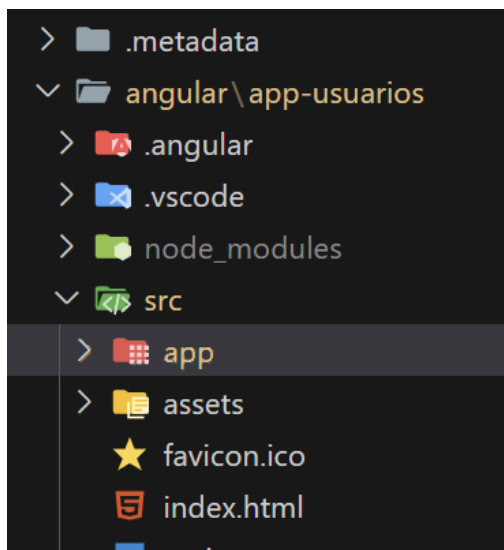 .metadata
angular\app-usuarios
.angular
.vscode
node_modules
src
app
assets
favicon.ico
index.html